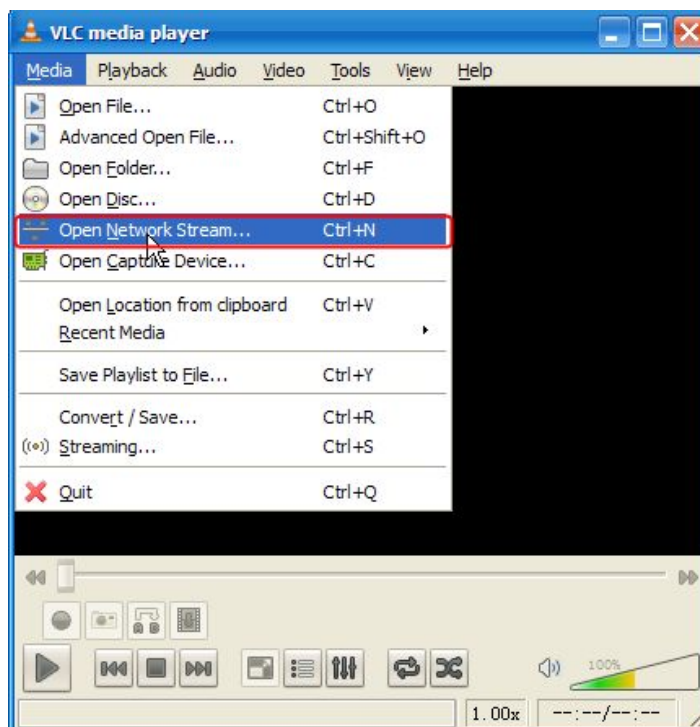 VLC media player
Media Playback Audio Video Tools View Help
Open File... Ctrl+O
Advanced Open File... Ctrl+Shift+O
Open Folder... Ctrl+F
Open Disc... Ctrl+D
Open Network Stream... Ctrl+N
Open Capture Device... Ctrl+C
Open Location from clipboard Ctrl+V
Recent Media
Save Playlist to File... Ctrl+Y
Convert / Save... Ctrl+R
Streaming... Ctrl+S
Quit Ctrl+Q
A B
100%
1.00x --:--/--:--